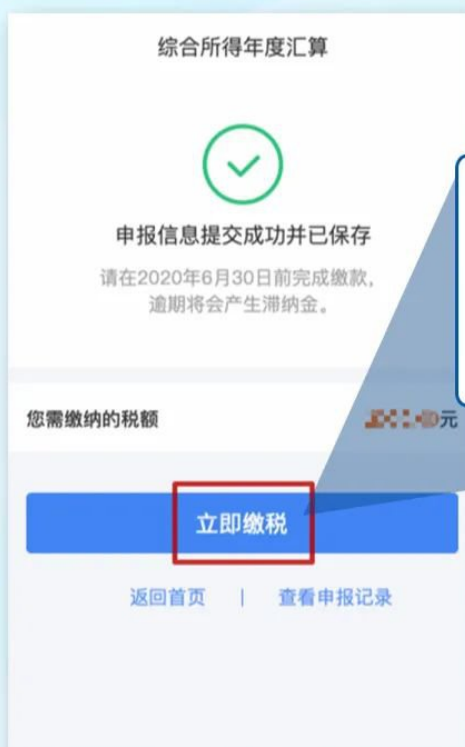 综合所得年度汇算
申报信息提交成功并已保存
请在2020年6月30日前完成缴款，
逾期将会产生滞纳金。
您需缴纳的税额
元
立即缴税
返回首页 | 查看申报记录